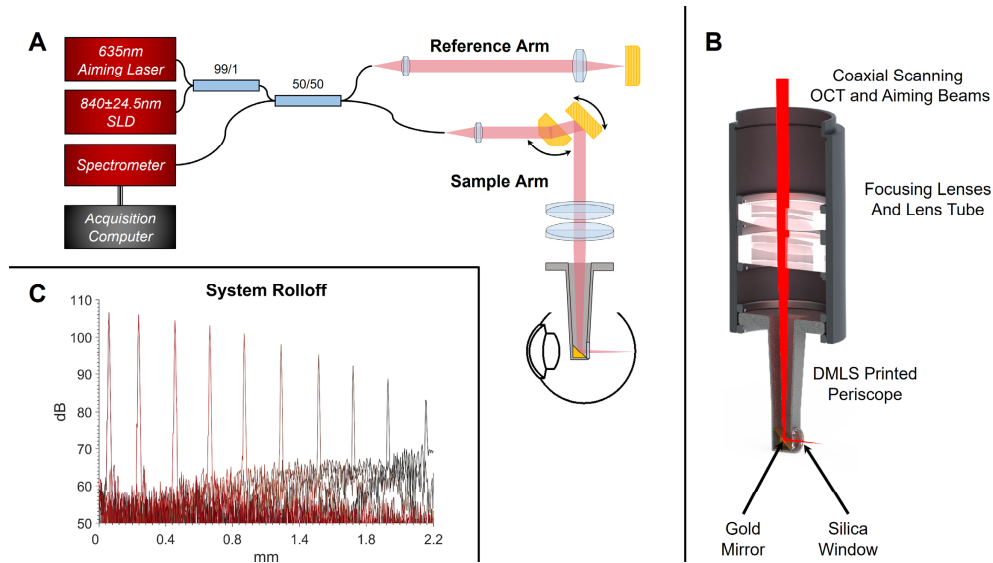 A
635nm
Aiming Laser
840±24.5nm
SLD
Spectrometer
Acquisition
Computer
99/1
50/50
Reference Arm
Sample Arm
B
Coaxial Scanning
OCT and Aiming Beams
Focusing Lenses
And Lens Tube
DMLS Printed
Periscope
Gold
Mirror
Silica
Window
C
System Rolloff
110
100
90
80
70
60
50
dB
0
0.4
0.8
1.2
1.8
2.2
mm